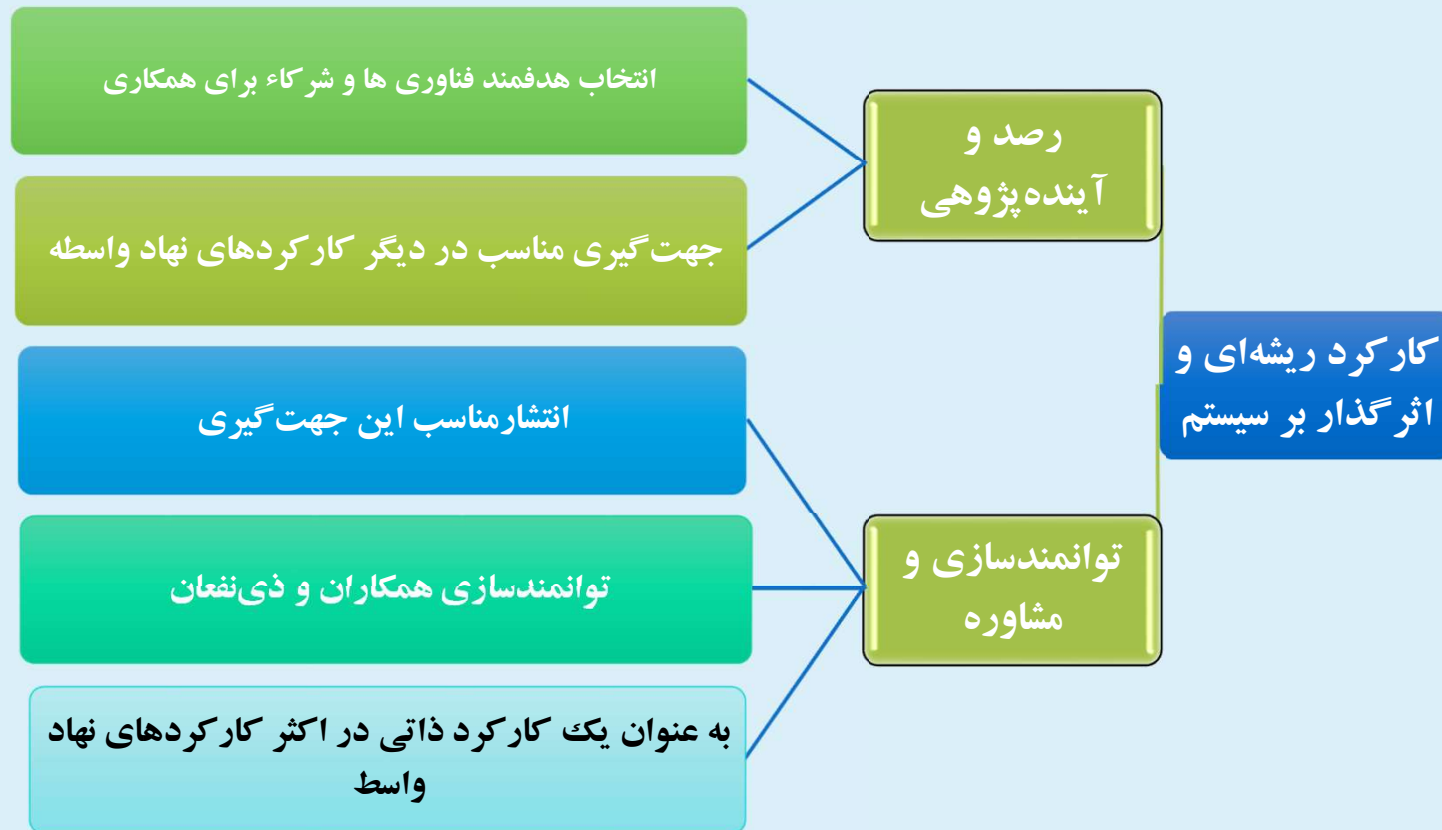 کارکرد ریشه‌ای و
اثرگذار بر سیستم
رصد و
آینده‌پژوهی
انتخاب هدفمند فناوری ها و شرکاء برای همکاری
جهت‌گیری مناسب در دیگر کارکردهای نهاد واسطه
توانمندسازی و
مشاوره
انتشارمناسب این جهت‌گیری
توانمندسازی همکاران و ذی‌نفعان
به عنوان یک کارکرد ذاتی در اکثر کارکردهای نهاد
واسط